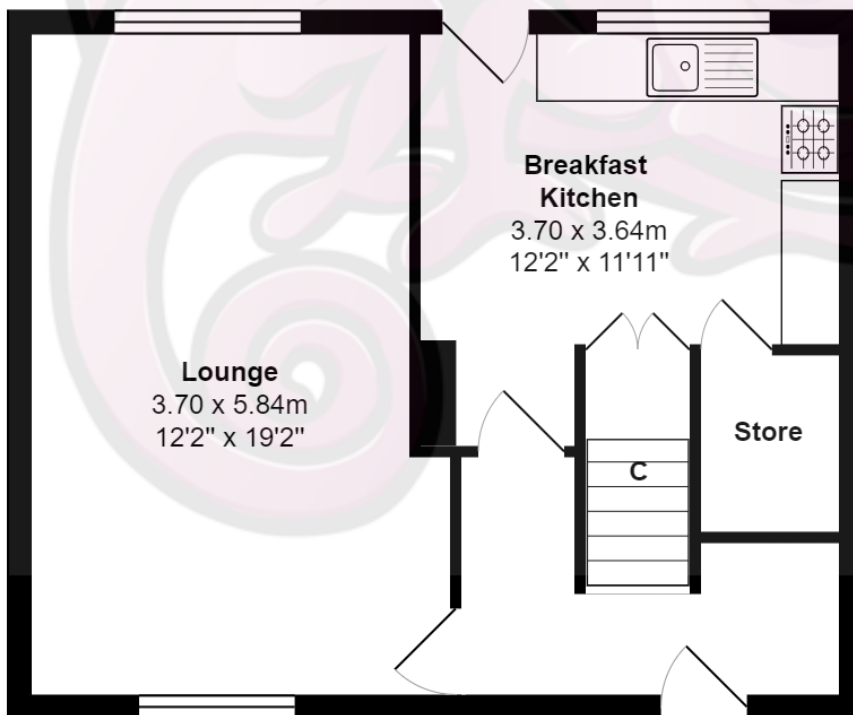 Breakfast
Kitchen
3.70 x 3.64m
12'2" x 11'11"
Lounge
3.70 x 5.84m
12'2" x 19'2"
Store
C